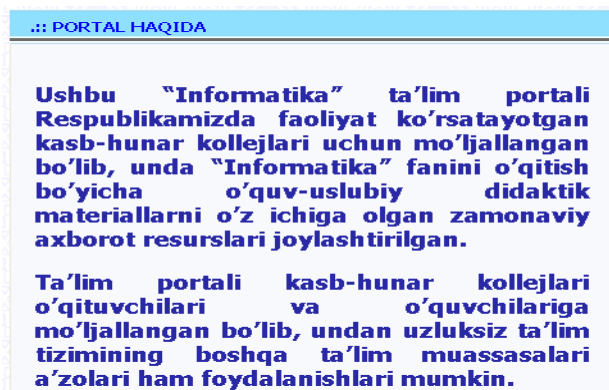 .:: PORTAL HAQIDA
Ushbu “Informatika” ta’lim portali
Respublikamizda faoliyat ko’rsatayotgan
kasb-hunar kollejlari uchun mo’ljallangan
bo’lib, unda “Informatika” fanini o’qitish
bo’yicha o’quv-uslubiy didaktik
materiallarni o’z ichiga olgan zamonaviy
axborot resurslari joylashtirilgan.
Ta’lim portali kasb-hunar kollejlari
o’qituvchilari va o’quvchilariga
mo’ljallangan bo’lib, undan uzluksiz ta’lim
tizimining boshqa ta’lim muassasalari
a’zolari ham foydalanishlari mumkin.